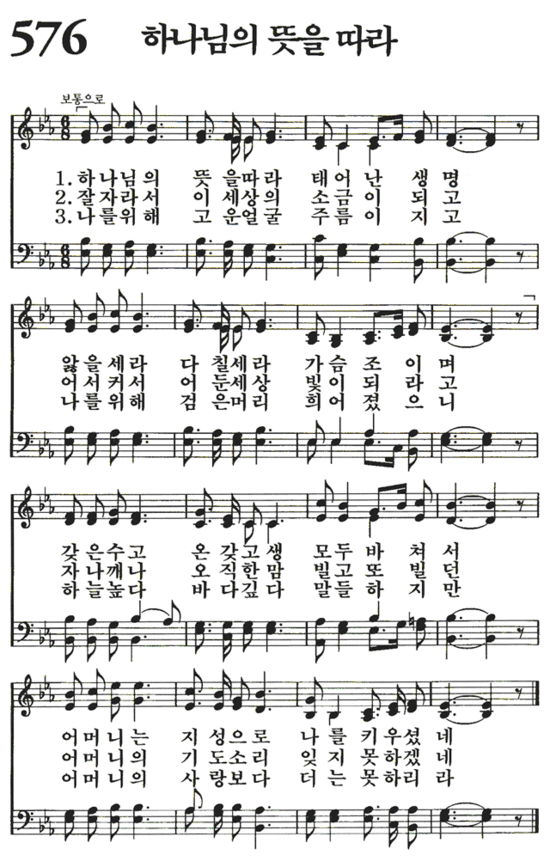 576 하나님의 뜻을 따라
보통으로
1. 하나님의 뜻을따라 태어난 생명
2. 잘자라서 이세상의 소금이 되고
3. 나를위해 고운얼굴 주름이 지고
앓을세라 다칠세라 가슴조이며
어서커서 어둔세상 빛이되라고
나를위해 검은머리 희어졌으니
갖은수고 온갖고생 모두바쳐서
자나깨나 오직한맘 빌고또빌던
하늘높다 바다깊다 말들하지만
어머니는 지성으로 나를키우셨네
어머니의 기도소리 잊지못하겠네
어머니의 사랑보다 더는못하리라